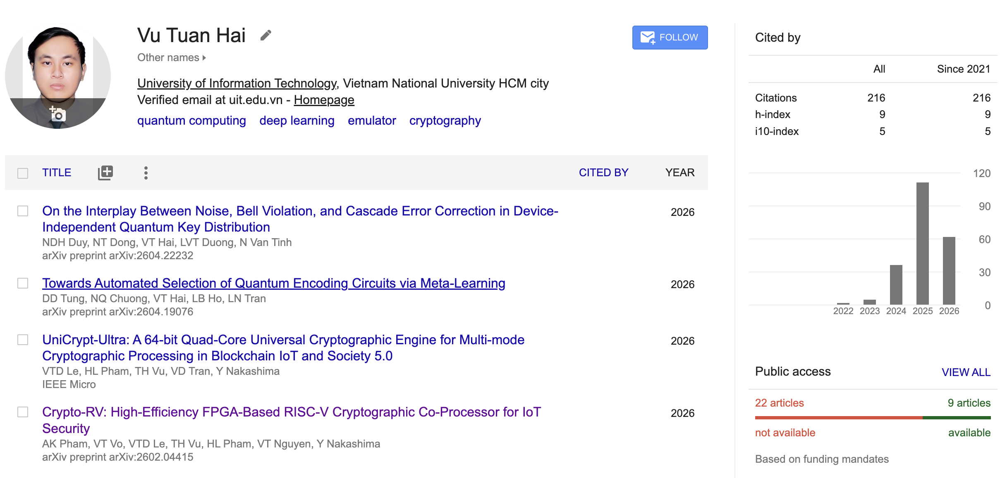 Vu Tuan Hai
Other names
University of Information Technology, Vietnam National University HCM city
Verified email at uit.edu.vn - Homepage
quantum computing deep learning emulator cryptography
FOLLOW
TITLE CITED BY YEAR
On the Interplay Between Noise, Bell Violation, and Cascade Error Correction in Device-
Independent Quantum Key Distribution
NDH Duy, NT Dong, VT Hai, LVT Duong, N Van Tinh
arXiv preprint arXiv:2604.22232
2026
Towards Automated Selection of Quantum Encoding Circuits via Meta-Learning
DD Tung, NQ Chuong, VT Hai, LB Ho, LN Tran
arXiv preprint arXiv:2604.19076
2026
UniCrypt-Ultra: A 64-bit Quad-Core Universal Cryptographic Engine for Multi-mode
Cryptographic Processing in Blockchain IoT and Society 5.0
VTD Le, HL Pham, TH Vu, VD Tran, Y Nakashima
IEEE Micro
2026
Crypto-RV: High-Efficiency FPGA-Based RISC-V Cryptographic Co-Processor for IoT
Security
AK Pham, VT Vo, VTD Le, TH Vu, HL Pham, VT Nguyen, Y Nakashima
arXiv preprint arXiv:2602.04415
2026
Cited by
All Since 2021
Citations 216 216
h-index 9 9
i10-index 5 5
120
90
60
30
0
2022 2023 2024 2025 2026
Public access VIEW ALL
22 articles 9 articles
not available available
Based on funding mandates